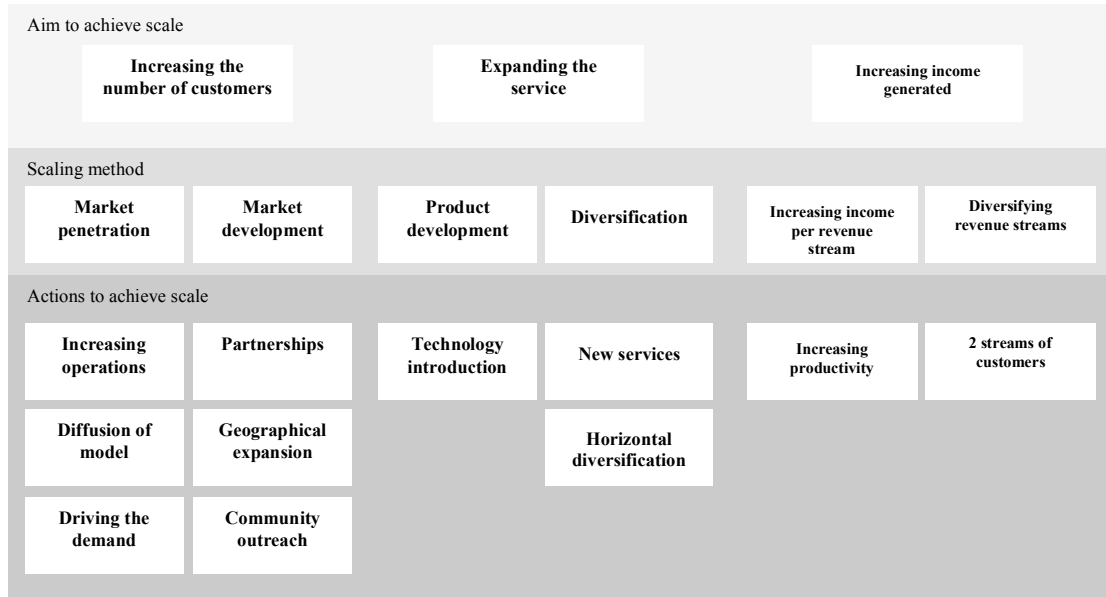 Aim to achieve scale
Increasing the
number of customers
Expanding the
service
Increasing income
generated
Scaling method
Market
penetration
Market
development
Product
development
Diversification
Increasing income
per revenue
stream
Diversifying
revenue streams
Actions to achieve scale
Increasing
operations
Partnerships
Technology
introduction
New services
Increasing
productivity
2 streams of
customers
Diffusion of
model
Geographical
expansion
Horizontal
diversification
Driving the
demand
Community
outreach